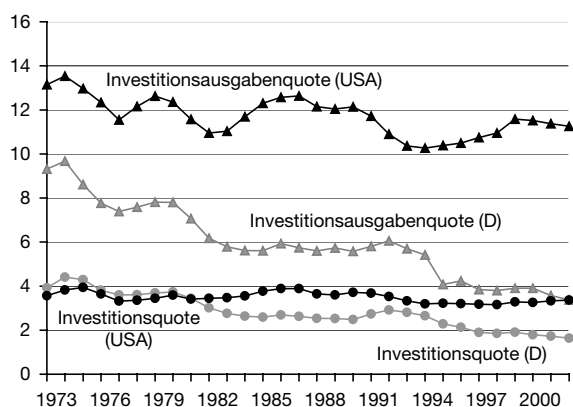 16
14
12
10
8
6
4
2
0
Investitionsausgabenquote (USA)
Investitionsausgabenquote (D)
Investitionsquote
(USA)
Investitionsquote (D)
1973 1976 1979 1982 1985 1988 1991 1994 1997 2000